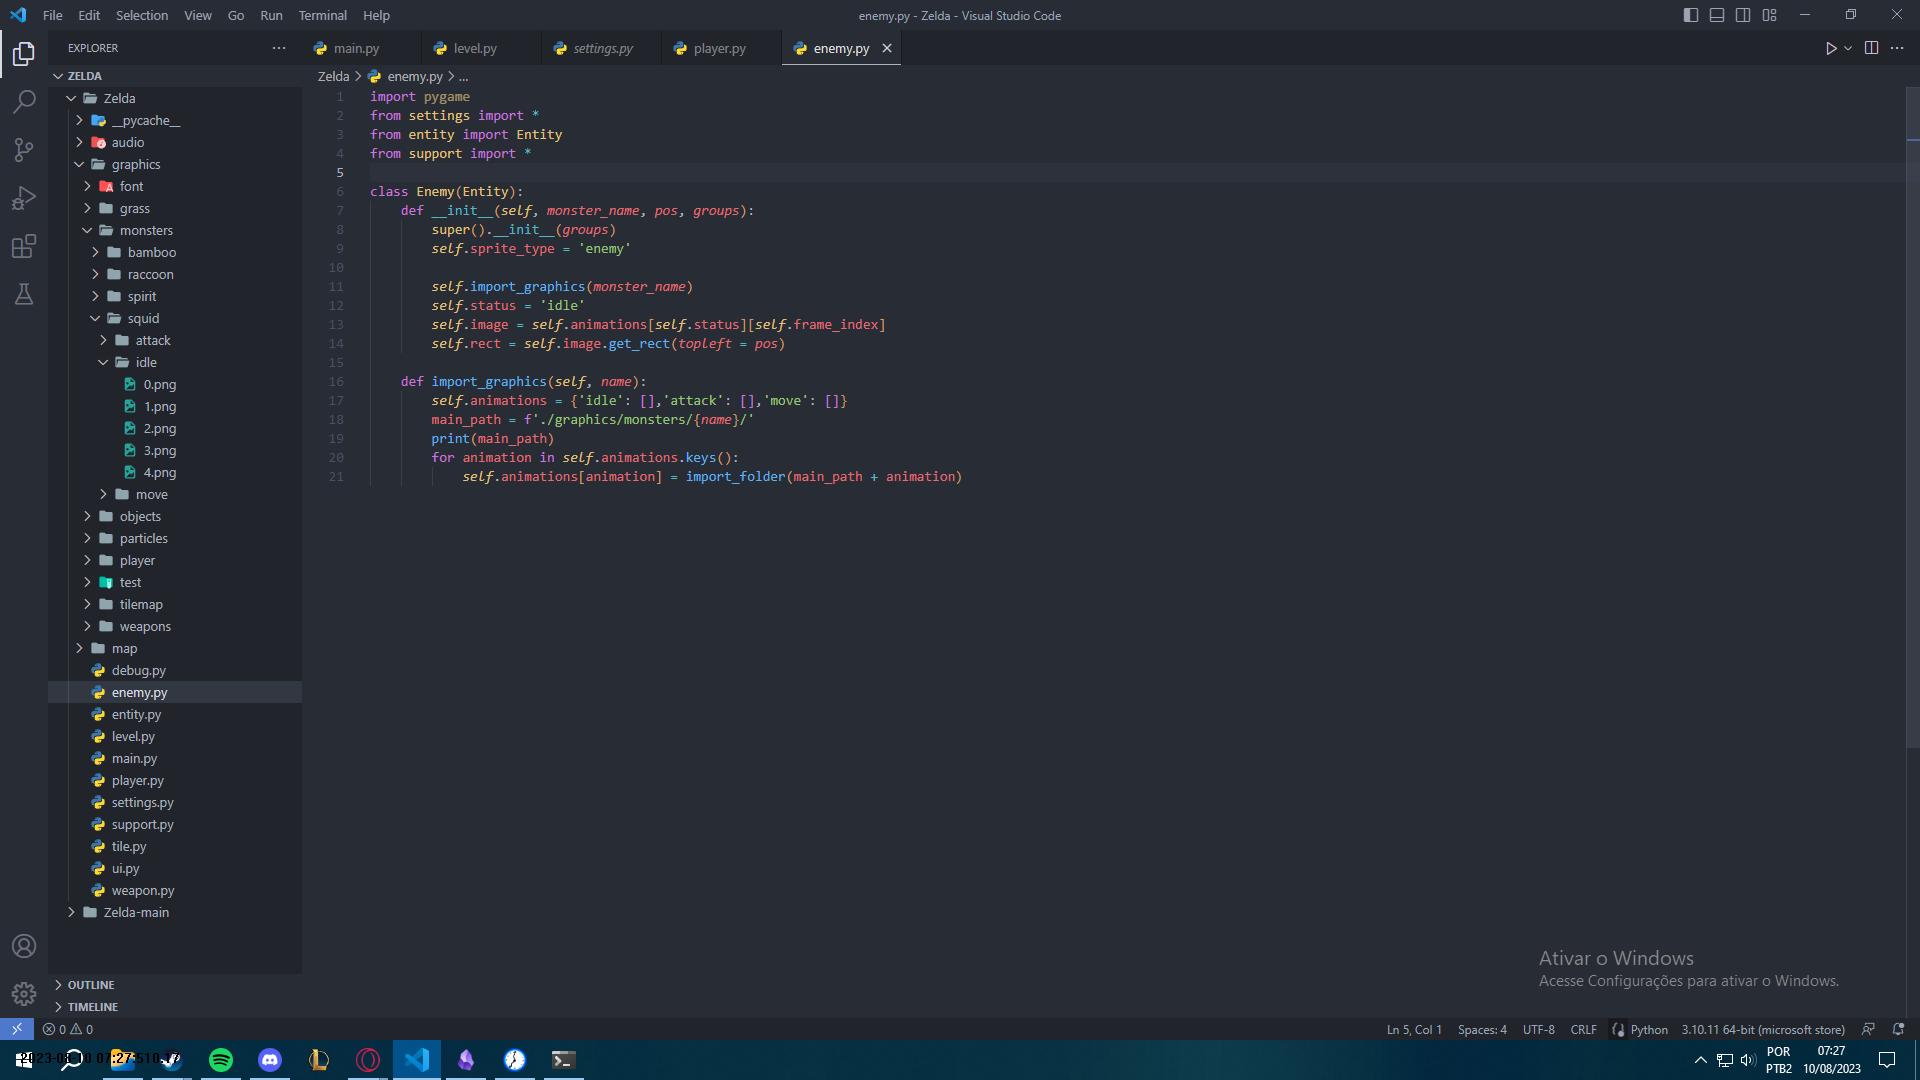 File Edit Selection View Go Run Terminal Help
enemy.py - Zelda - Visual Studio Code
EXPLORER
ZELDA
Zelda
__pycache__
audio
graphics
font
grass
monsters
bamboo
raccoon
spirit
squid
attack
idle
0.png
1.png
2.png
3.png
4.png
move
objects
particles
player
test
tilemap
weapons
map
debug.py
enemy.py
entity.py
level.py
main.py
player.py
settings.py
support.py
tile.py
ui.py
weapon.py
Zelda-main
OUTLINE
TIMELINE
main.py level.py settings.py player.py enemy.py
Zelda > enemy.py > ...
1 import pygame
2 from settings import *
3 from entity import Entity
4 from support import *
5
6 class Enemy(Entity):
7 def __init__(self, monster_name, pos, groups):
8 super().__init__(groups)
9 self.sprite_type = 'enemy'
10
11 self.import_graphics(monster_name)
12 self.status = 'idle'
13 self.image = self.animations[self.status][self.frame_index]
14 self.rect = self.image.get_rect(topleft = pos)
15
16 def import_graphics(self, name):
17 self.animations = {'idle': [],'attack': [],'move': []}
18 main_path = f'./graphics/monsters/{name}/'
19 print(main_path)
20 for animation in self.animations.keys():
21 self.animations[animation] = import_folder(main_path + animation)
Ativar o Windows
Acesse Configurações para ativar o Windows.
0 0
Ln 5, Col 1 Spaces: 4 UTF-8 CRLF Python 3.10.11 64-bit (microsoft store)
POR
PTB2
07:27
10/08/2023